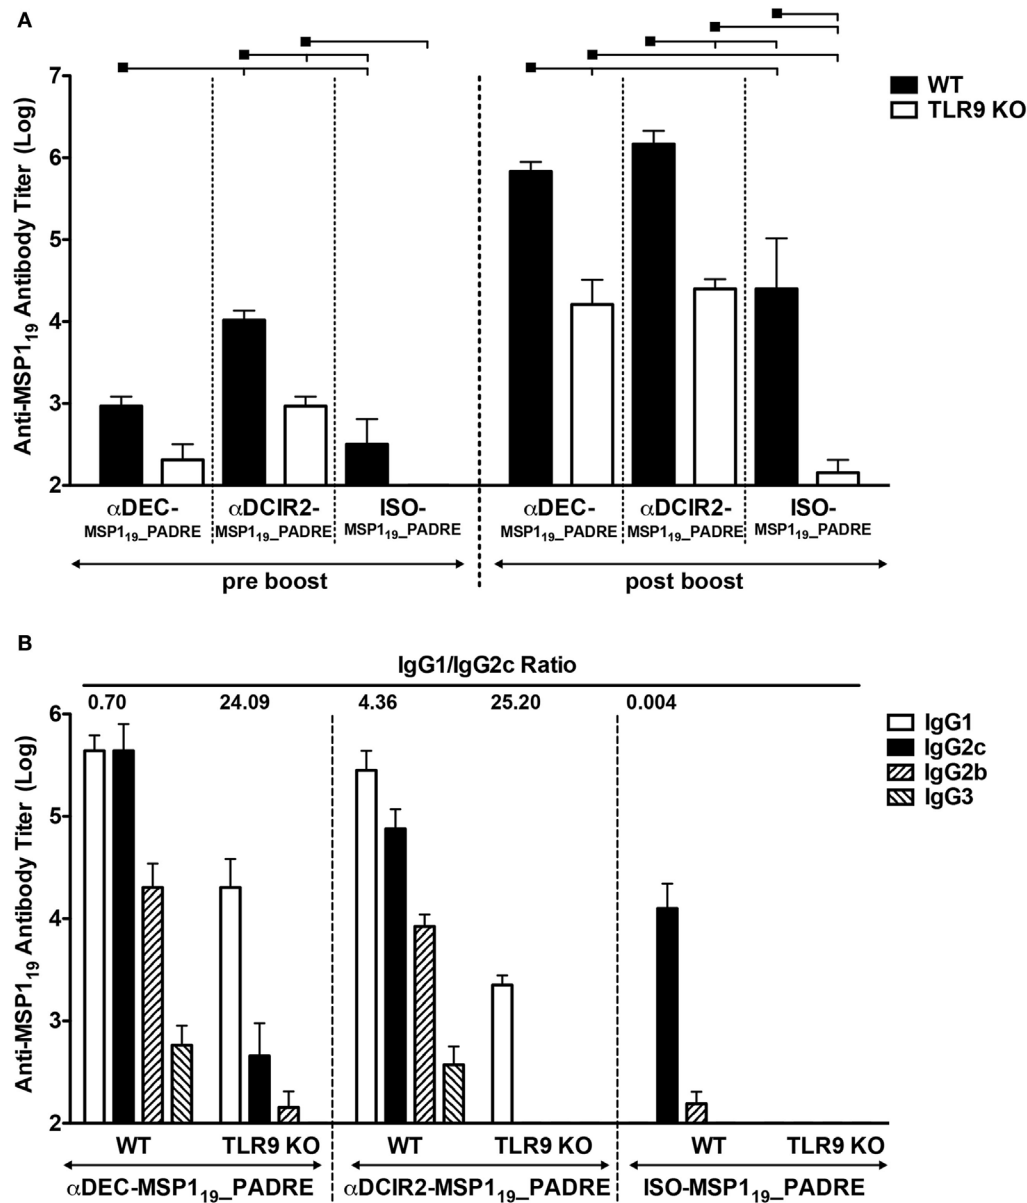 A
Anti-MSP1₁₉ Antibody Titer (Log)
7
6
5
4
3
2
WT
TLR9 KO
αDEC- αDCIR2- ISO- αDEC- αDCIR2- ISO-
MSP1₁₉_PADRE MSP1₁₉_PADRE MSP1₁₉_PADRE MSP1₁₉_PADRE MSP1₁₉_PADRE MSP1₁₉_PADRE
pre boost post boost
B
IgG1/IgG2c Ratio
0.70 24.09 4.36 25.20 0.004
Anti-MSP1₁₉ Antibody Titer (Log)
6
5
4
3
2
IgG1
IgG2c
IgG2b
IgG3
WT TLR9 KO WT TLR9 KO WT TLR9 KO
αDEC-MSP1₁₉_PADRE αDCIR2-MSP1₁₉_PADRE ISO-MSP1₁₉_PADRE